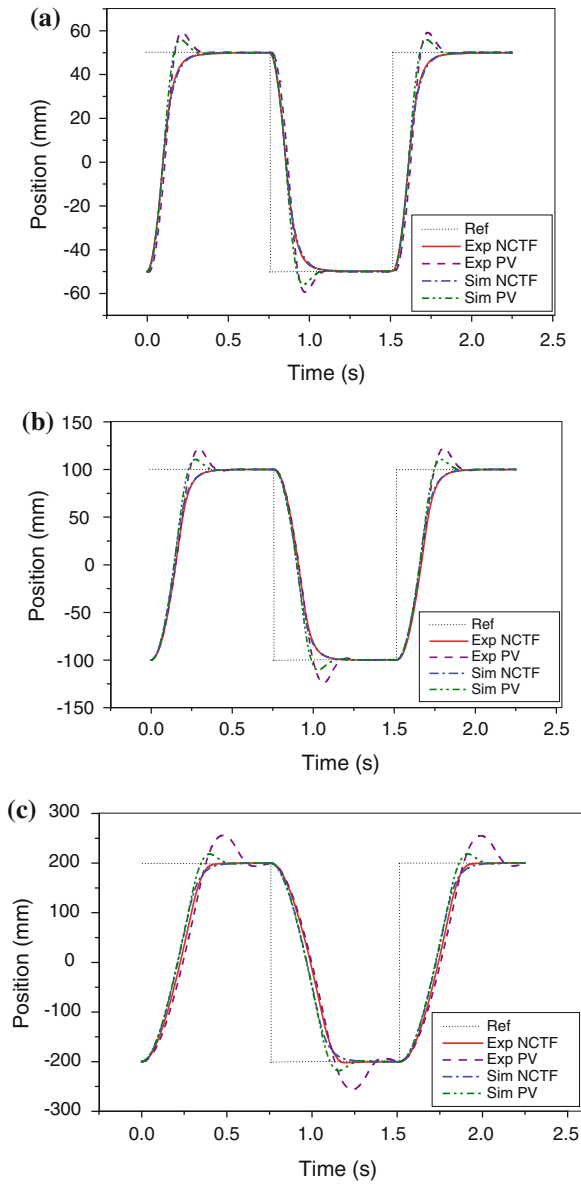 (a)
60
40
20
0
-20
-40
-60
Position (mm)
Ref
Exp NCTF
Exp PV
Sim NCTF
Sim PV
0.0 0.5 1.0 1.5 2.0 2.5
Time (s)
(b)
150
100
50
0
-50
-100
-150
Position (mm)
Ref
Exp NCTF
Exp PV
Sim NCTF
Sim PV
0.0 0.5 1.0 1.5 2.0 2.5
Time (s)
(c)
300
200
100
0
-100
-200
-300
Position (mm)
Ref
Exp NCTF
Exp PV
Sim NCTF
Sim PV
0.0 0.5 1.0 1.5 2.0 2.5
Time (s)